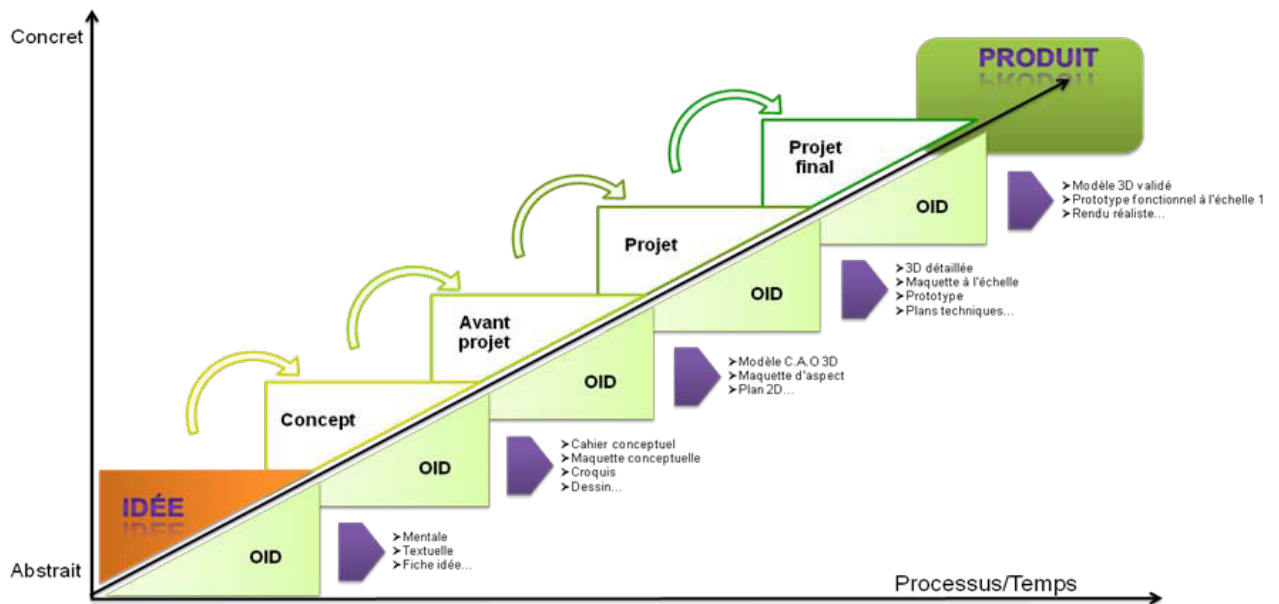 Concret
PRODUIT
Projet
final
OID
➢Modèle 3D validé
➢Prototype fonctionnel à l'échelle 1
➢Rendu réaliste...
Projet
OID
➢3D détaillée
➢Maquette à l'échelle
➢Prototype
➢Plans techniques...
Avant
projet
OID
➢Modèle C.A.O 3D
➢Maquette d'aspect
➢Plan 2D...
Concept
OID
➢Cahier conceptuel
➢Maquette conceptuelle
➢Croquis
➢Dessin...
IDÉE
OID
➢Mentale
➢Textuelle
➢Fiche idée...
Abstrait
Processus/Temps